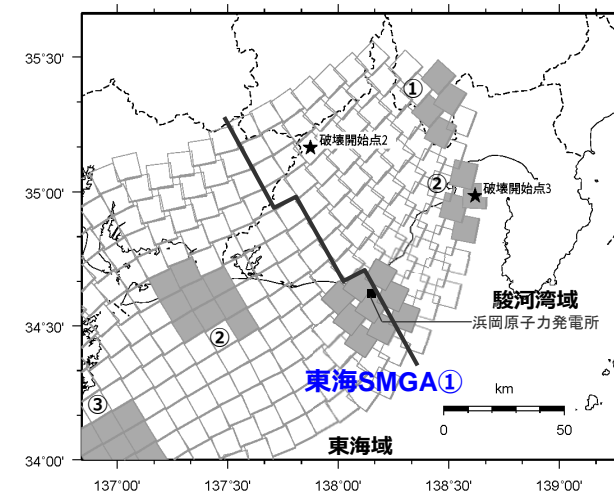 35°30'
35°00'
34°30'
34°00'
137°00'
137°30'
138°00'
138°30'
139°00'
①
破壊開始点2
②
破壊開始点3
駿河湾域
浜岡原子力発電所
②
東海SMGA①
③
東海域
km
0
50